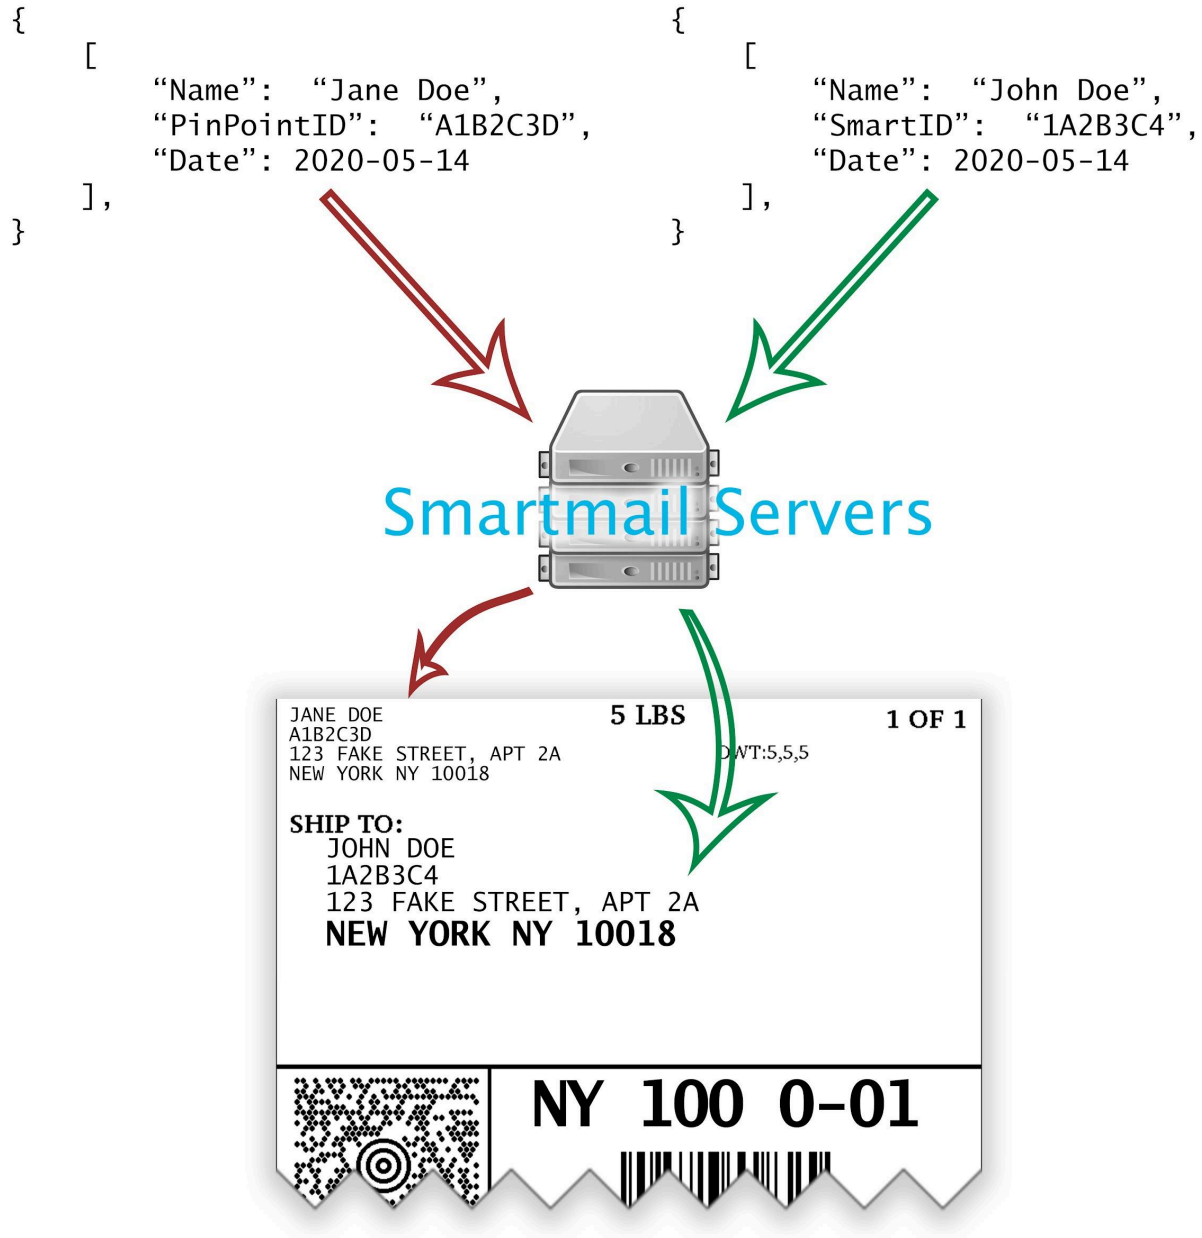 {
[
“Name”:  “Jane Doe”,
“PinPointID”:  “A1B2C3D”,
“Date”: 2020-05-14
],
}
{
[
“Name”:  “John Doe”,
“SmartID”:  “1A2B3C4”,
“Date”: 2020-05-14
],
}
Smartmail Servers
JANE DOE
A1B2C3D
123 FAKE STREET, APT 2A
NEW YORK NY 10018
5 LBS
1 OF 1
DWT:5,5,5
SHIP TO:
JOHN DOE
1A2B3C4
123 FAKE STREET, APT 2A
NEW YORK NY 10018
NY 100 0-01